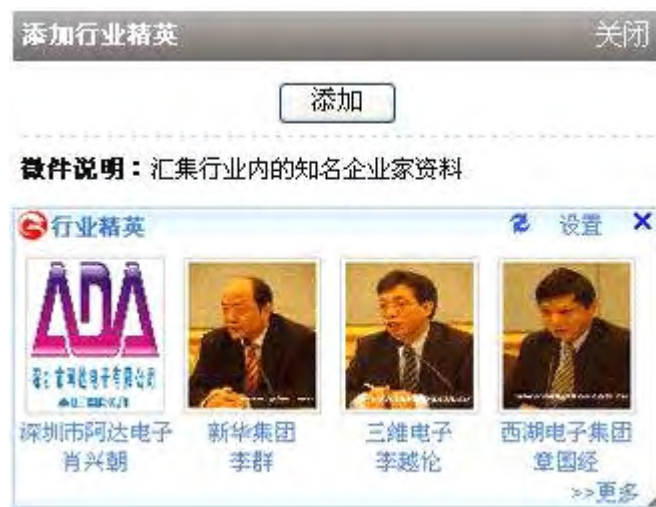 添加行业精英 关闭
添加
微件说明：汇集行业内的知名企业家资料
行业精英 设置 X
ADA
深圳市阿达电子 新华集团 三维电子 西湖电子集团
肖兴朝 李群 李越伦 章国经
>>更多